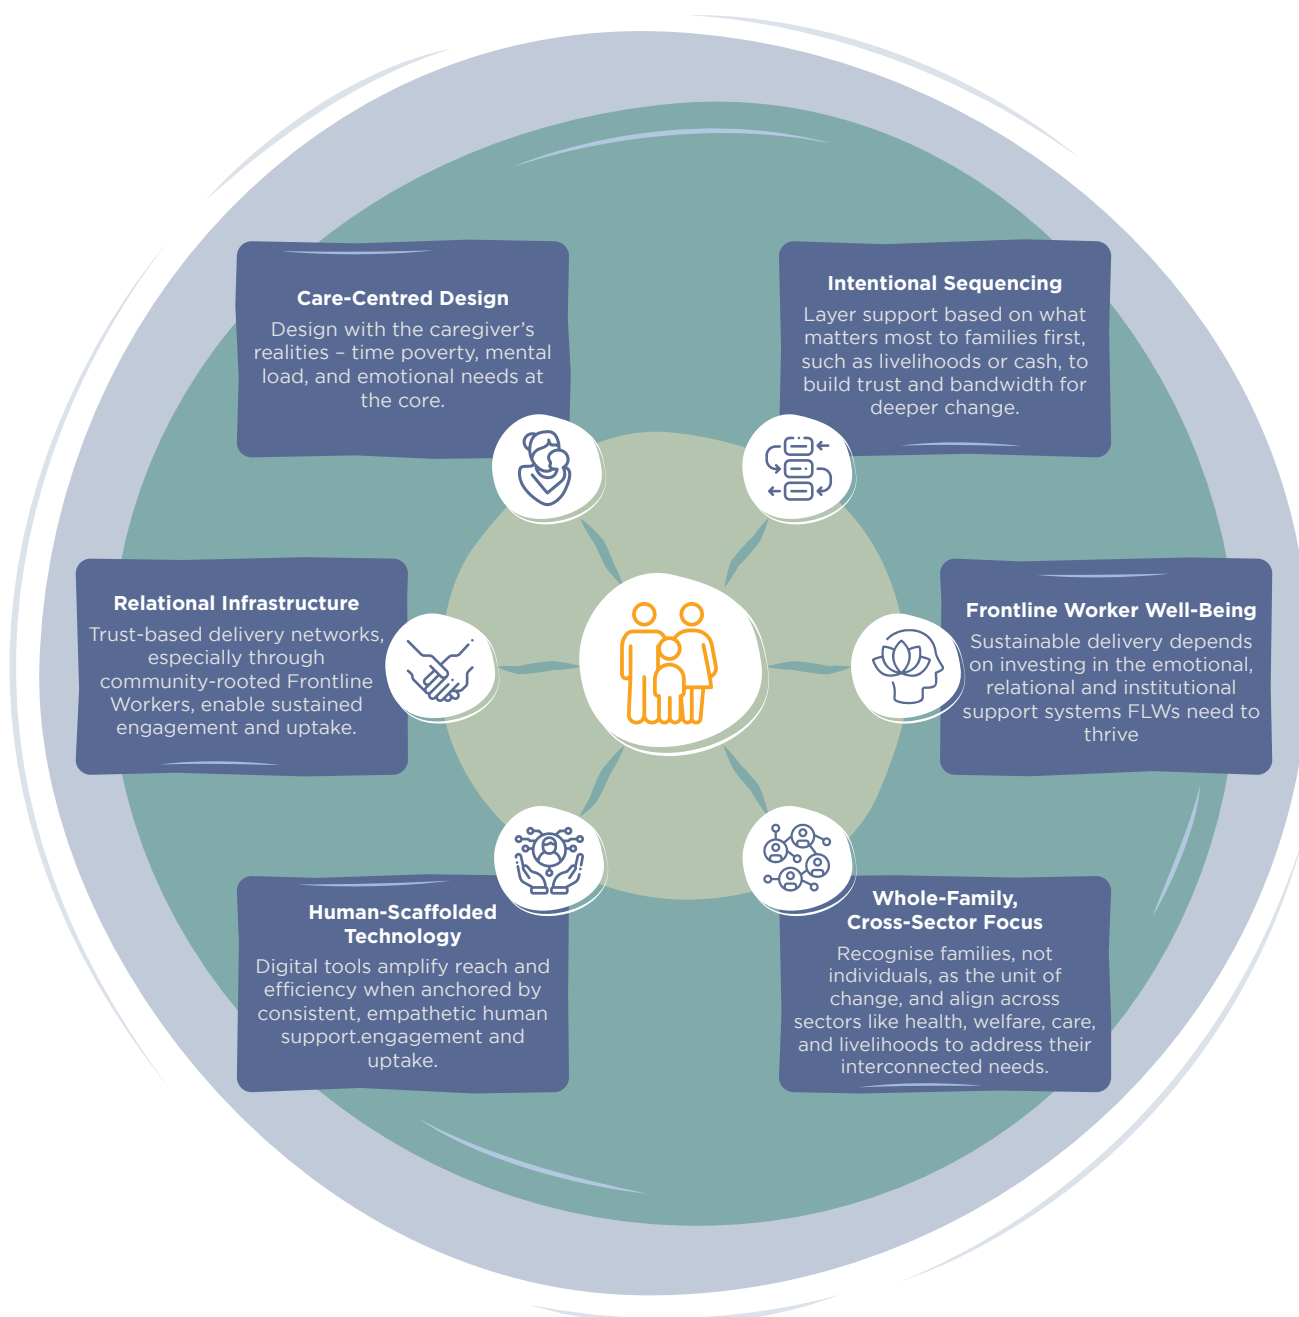 Care-Centred Design
Design with the caregiver’s
realities – time poverty, mental
load, and emotional needs at
the core.
Intentional Sequencing
Layer support based on what
matters most to families first,
such as livelihoods or cash, to
build trust and bandwidth for
deeper change.
Relational Infrastructure
Trust-based delivery networks,
especially through
community-rooted Frontline
Workers, enable sustained
engagement and uptake.
Frontline Worker Well-Being
Sustainable delivery depends
on investing in the emotional,
relational and institutional
support systems FLWs need to
thrive
Human-Scaffolded
Technology
Digital tools amplify reach and
efficiency when anchored by
consistent, empathetic human
support.engagement and
uptake.
Whole-Family,
Cross-Sector Focus
Recognise families, not
individuals, as the unit of
change, and align across
sectors like health, welfare, care,
and livelihoods to address their
interconnected needs.